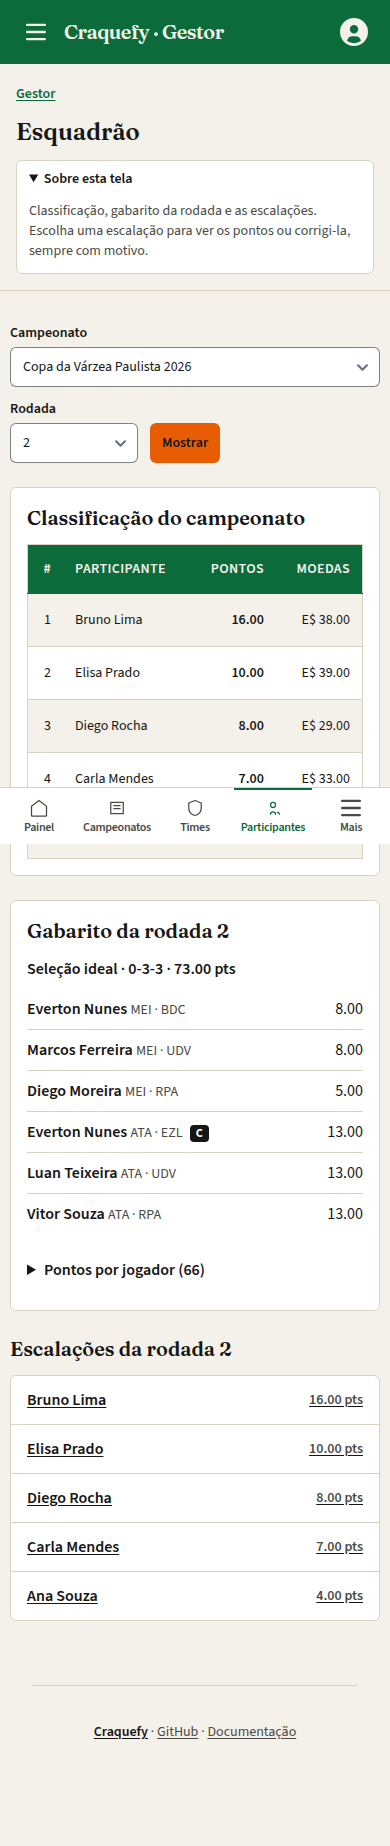 Craquefy · Gestor
Gestor
Esquadrão
Sobre esta tela
Classificação, gabarito da rodada e as escalações.
Escolha uma escalação para ver os pontos ou corrigi-la,
sempre com motivo.
Campeonato
Copa da Várzea Paulista 2026
Rodada
2 Mostrar
Classificação do campeonato
# PARTICIPANTE PONTOS MOEDAS
1 Bruno Lima 16.00 E$ 38.00
2 Elisa Prado 10.00 E$ 39.00
3 Diego Rocha 8.00 E$ 29.00
4 Carla Mendes 7.00 E$ 33.00
Painel Campeonatos Times Participantes Mais
Gabarito da rodada 2
Seleção ideal · 0-3-3 · 73.00 pts
Everton Nunes MEI · BDC 8.00
Marcos Ferreira MEI · UDV 8.00
Diego Moreira MEI · RPA 5.00
Everton Nunes ATA · EZL C 13.00
Luan Teixeira ATA · UDV 13.00
Vitor Souza ATA · RPA 13.00
Pontos por jogador (66)
Escalações da rodada 2
Bruno Lima 16.00 pts
Elisa Prado 10.00 pts
Diego Rocha 8.00 pts
Carla Mendes 7.00 pts
Ana Souza 4.00 pts
Craquefy · GitHub · Documentação